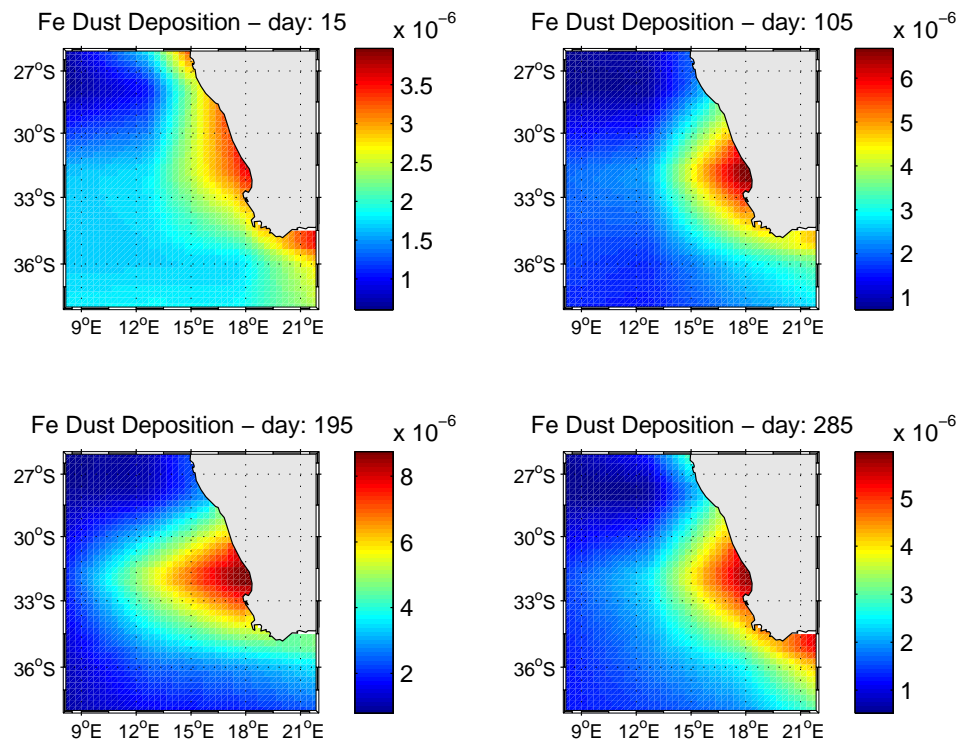 Fe Dust Deposition – day: 15
x 10⁻⁶
27°S
30°S
33°S
36°S
9°E 12°E 15°E 18°E 21°E
3.5
3
2.5
2
1.5
1
Fe Dust Deposition – day: 105
x 10⁻⁶
27°S
30°S
33°S
36°S
9°E 12°E 15°E 18°E 21°E
6
5
4
3
2
1
Fe Dust Deposition – day: 195
x 10⁻⁶
27°S
30°S
33°S
36°S
9°E 12°E 15°E 18°E 21°E
8
6
4
2
Fe Dust Deposition – day: 285
x 10⁻⁶
27°S
30°S
33°S
36°S
9°E 12°E 15°E 18°E 21°E
5
4
3
2
1